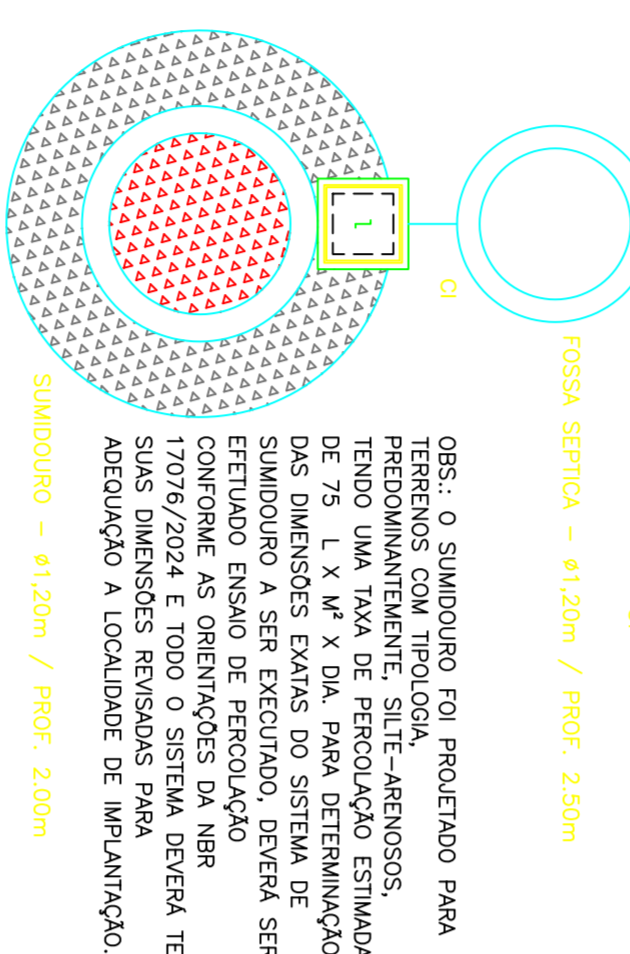 FOSSA SEPTICA - ø1,20m / PROF. 2.50m
CI
1
OBS.: O SUMIDOURO FOI PROJETADO PARA
TERRENOS COM TIPOLOGIA,
PREDOMINANTEMENTE, SILTE-ARENOSOS,
TENDO UMA TAXA DE PERCOLAÇÃO ESTIMADA
DE 75 L X M² X DIA. PARA DETERMINAÇÃO
DAS DIMENSÕES EXATAS DO SISTEMA DE
SUMIDOURO A SER EXECUTADO, DEVERÁ SER
EFETUADO ENSAIO DE PERCOLAÇÃO
CONFORME AS ORIENTAÇÕES DA NBR
17076/2024 E TODO O SISTEMA DEVERÁ TE
SUAS DIMENSÕES REVISADAS PARA
ADEQUAÇÃO A LOCALIDADE DE IMPLANTAÇÃO.
SUMIDOURO - ø1,20m / PROF. 2.00m